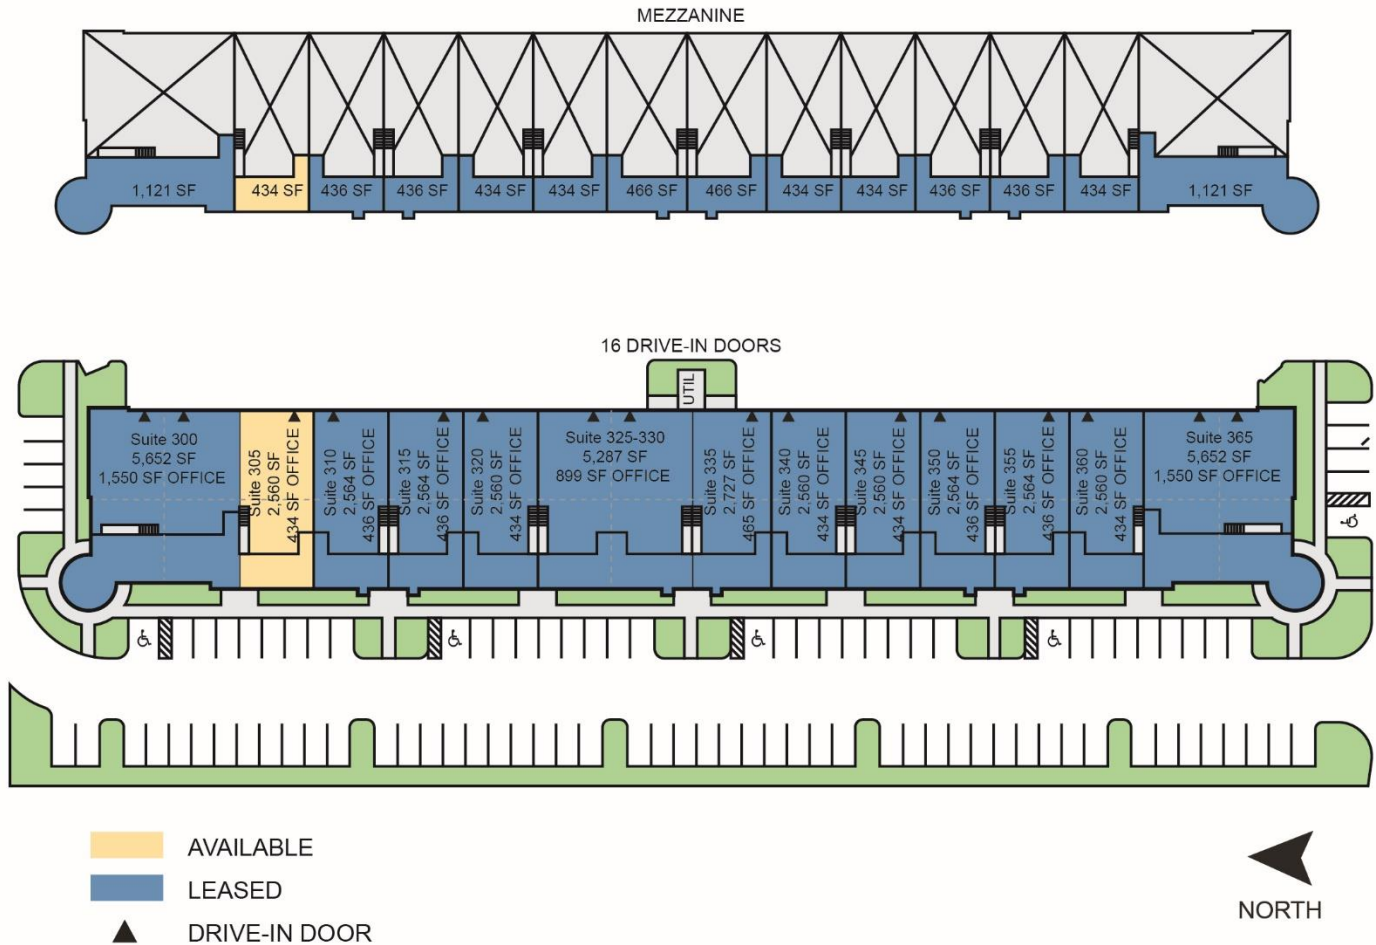 MEZZANINE
1,121 SF
434 SF
436 SF
436 SF
434 SF
434 SF
466 SF
466 SF
434 SF
434 SF
436 SF
436 SF
434 SF
1,121 SF
16 DRIVE-IN DOORS
UTIL
Suite 300
5,652 SF
1,550 SF OFFICE
Suite 305
2,560 SF
434 SF OFFICE
Suite 310
2,564 SF
436 SF OFFICE
Suite 315
2,564 SF
436 SF OFFICE
Suite 320
2,560 SF
434 SF OFFICE
Suite 325-330
5,287 SF
899 SF OFFICE
Suite 335
2,727 SF
465 SF OFFICE
Suite 340
2,560 SF
434 SF OFFICE
Suite 345
2,560 SF
434 SF OFFICE
Suite 350
2,564 SF
436 SF OFFICE
Suite 355
2,564 SF
436 SF OFFICE
Suite 360
2,560 SF
434 SF OFFICE
Suite 365
5,652 SF
1,550 SF OFFICE
AVAILABLE
LEASED
DRIVE-IN DOOR
NORTH